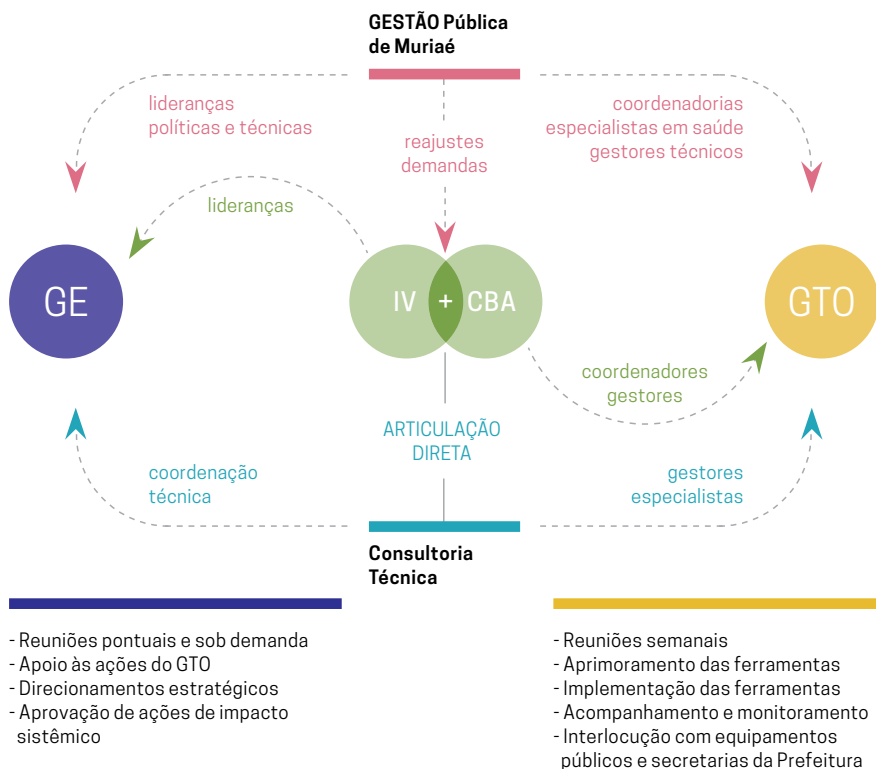 GESTÃO Pública
de Muriaé
lideranças
políticas e técnicas
reajustes
demandas
coordenadorias
especialistas em saúde
gestores técnicos
lideranças
GE
IV + CBA
GTO
coordenadores
gestores
ARTICULAÇÃO
DIRETA
coordenação
técnica
gestores
especialistas
Consultoria
Técnica
- Reuniões pontuais e sob demanda
- Apoio às ações do GTO
- Direcionamentos estratégicos
- Aprovação de ações de impacto
sistêmico
- Reuniões semanais
- Aprimoramento das ferramentas
- Implementação das ferramentas
- Acompanhamento e monitoramento
- Interlocução com equipamentos
públicos e secretarias da Prefeitura